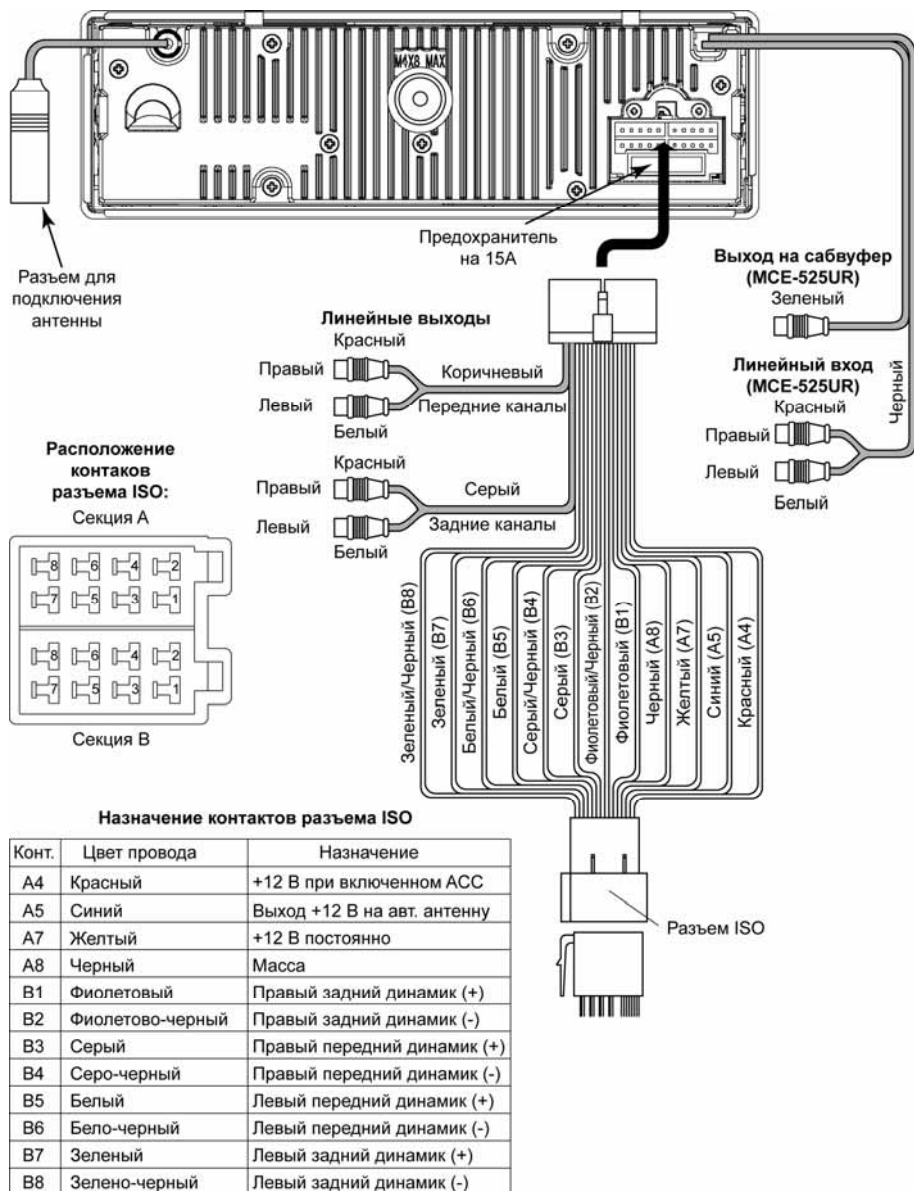 M4X8 MAX
Предохранитель
на 15А
Разъем для
подключения
антенны
Выход на сабвуфер
(MCE-525UR)
Зеленый
Линейный вход
(MCE-525UR)
Красный
Правый
Левый
Белый
Черный
Линейные выходы
Красный
Правый
Коричневый
Левый
Передние каналы
Белый
Красный
Правый
Серый
Левый
Задние каналы
Белый
Расположение
контаков
разъема ISO:
Секция А
8 6 4 2
7 5 3 1
8 6 4 2
7 5 3 1
Секция В
Зеленый/Черный (B8)
Зеленый (B7)
Белый/Черный (B6)
Белый (B5)
Серый/Черный (B4)
Серый (B3)
Фиолетовый/Черный (B2)
Фиолетовый (B1)
Черный (A8)
Желтый (A7)
Синий (A5)
Красный (A4)
Разъем ISO
Назначение контактов разъема ISO
Конт. Цвет провода Назначение
A4 Красный +12 В при включенном ACC
A5 Синий Выход +12 В на авт. антенну
A7 Желтый +12 В постоянно
A8 Черный Масса
B1 Фиолетовый Правый задний динамик (+)
B2 Фиолетово-черный Правый задний динамик (-)
B3 Серый Правый передний динамик (+)
B4 Серо-черный Правый передний динамик (-)
B5 Белый Левый передний динамик (+)
B6 Бело-черный Левый передний динамик (-)
B7 Зеленый Левый задний динамик (+)
B8 Зелено-черный Левый задний динамик (-)